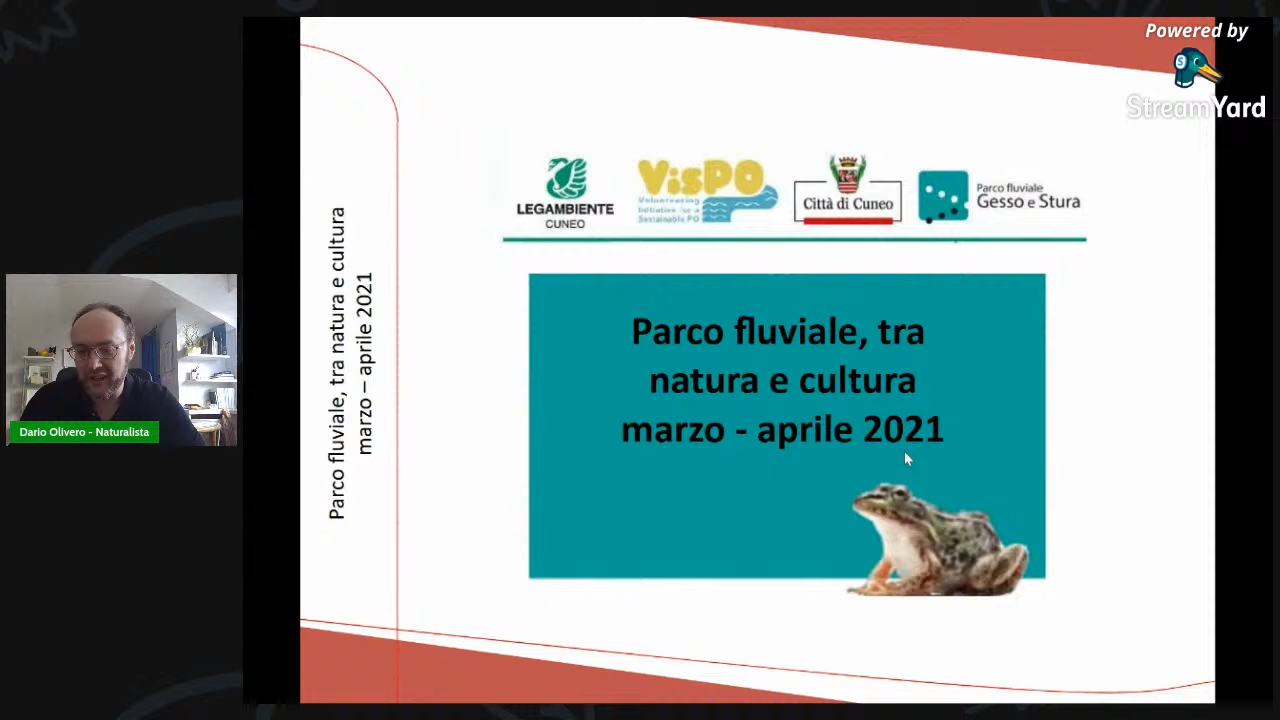 Powered by
StreamYard
LEGAMBIENTE
CUNEO
VisPO
Volunteering
Initiative for a
Sustainable PO
Città di Cuneo
Parco fluviale
Gesso e Stura
Parco fluviale, tra natura e cultura
marzo – aprile 2021
Parco fluviale, tra
natura e cultura
marzo - aprile 2021
Dario Olivero - Naturalista